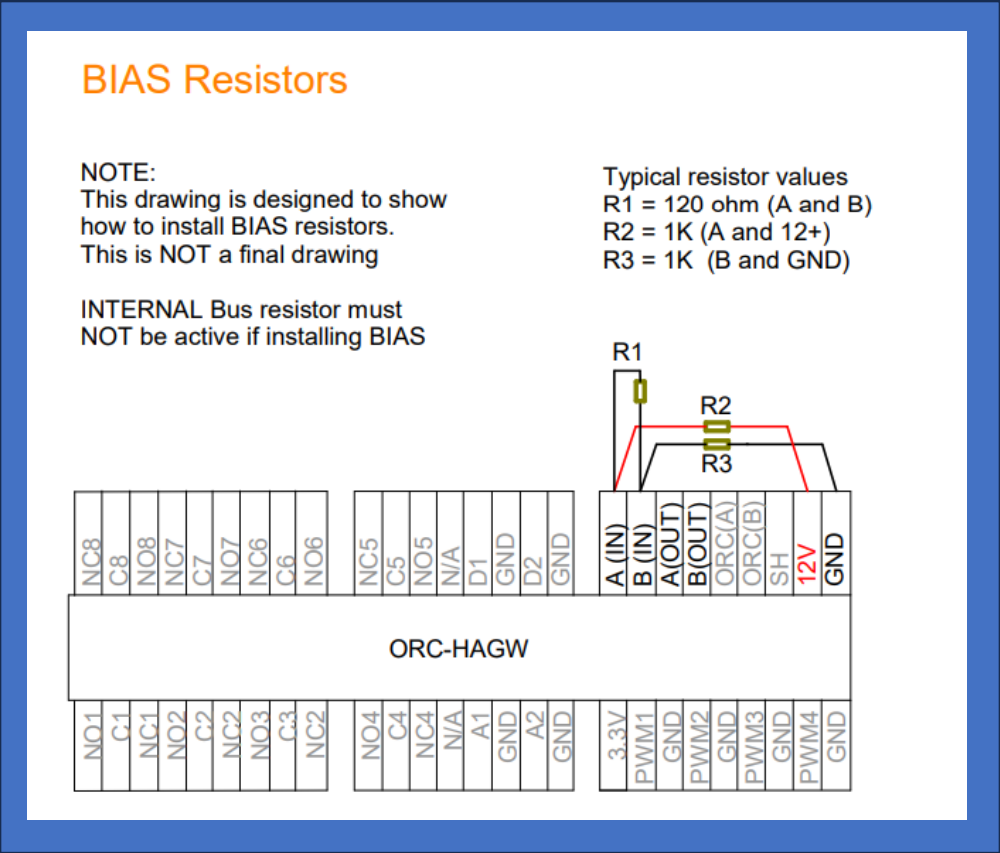 BIAS Resistors
NOTE:
This drawing is designed to show
how to install BIAS resistors.
This is NOT a final drawing
INTERNAL Bus resistor must
NOT be active if installing BIAS
Typical resistor values
R1 = 120 ohm (A and B)
R2 = 1K (A and 12+)
R3 = 1K (B and GND)
R1
R2
R3
NC8
C8
NO8
NC7
C7
NO7
NC6
C6
NO6
NC5
C5
NO5
N/A
D1
GND
D2
GND
A (IN)
B (IN)
A(OUT)
B(OUT)
ORC(A)
ORC(B)
SH
12V
GND
ORC-HAGW
NO1
C1
NC1
NO2
C2
NC2
NO3
C3
NC2
NO4
C4
NC4
N/A
A1
GND
A2
GND
3.3V
PWM1
GND
PWM2
GND
PWM3
GND
PWM4
GND